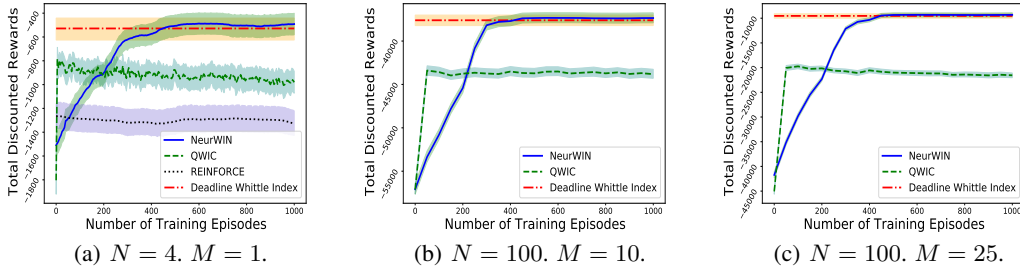 Total Discounted Rewards
−400
−600
−800
−1000
−1200
−1400
−1600
−1800
NeurWIN
QWIC
REINFORCE
Deadline Whittle Index
0 200 400 600 800 1000
Number of Training Episodes
(a) N = 4. M = 1.
Total Discounted Rewards
−40000
−45000
−50000
−55000
NeurWIN
QWIC
Deadline Whittle Index
0 200 400 600 800 1000
Number of Training Episodes
(b) N = 100. M = 10.
Total Discounted Rewards
−10000
−15000
−20000
−25000
−30000
−35000
−40000
−45000
NeurWIN
QWIC
Deadline Whittle Index
0 200 400 600 800 1000
Number of Training Episodes
(c) N = 100. M = 25.